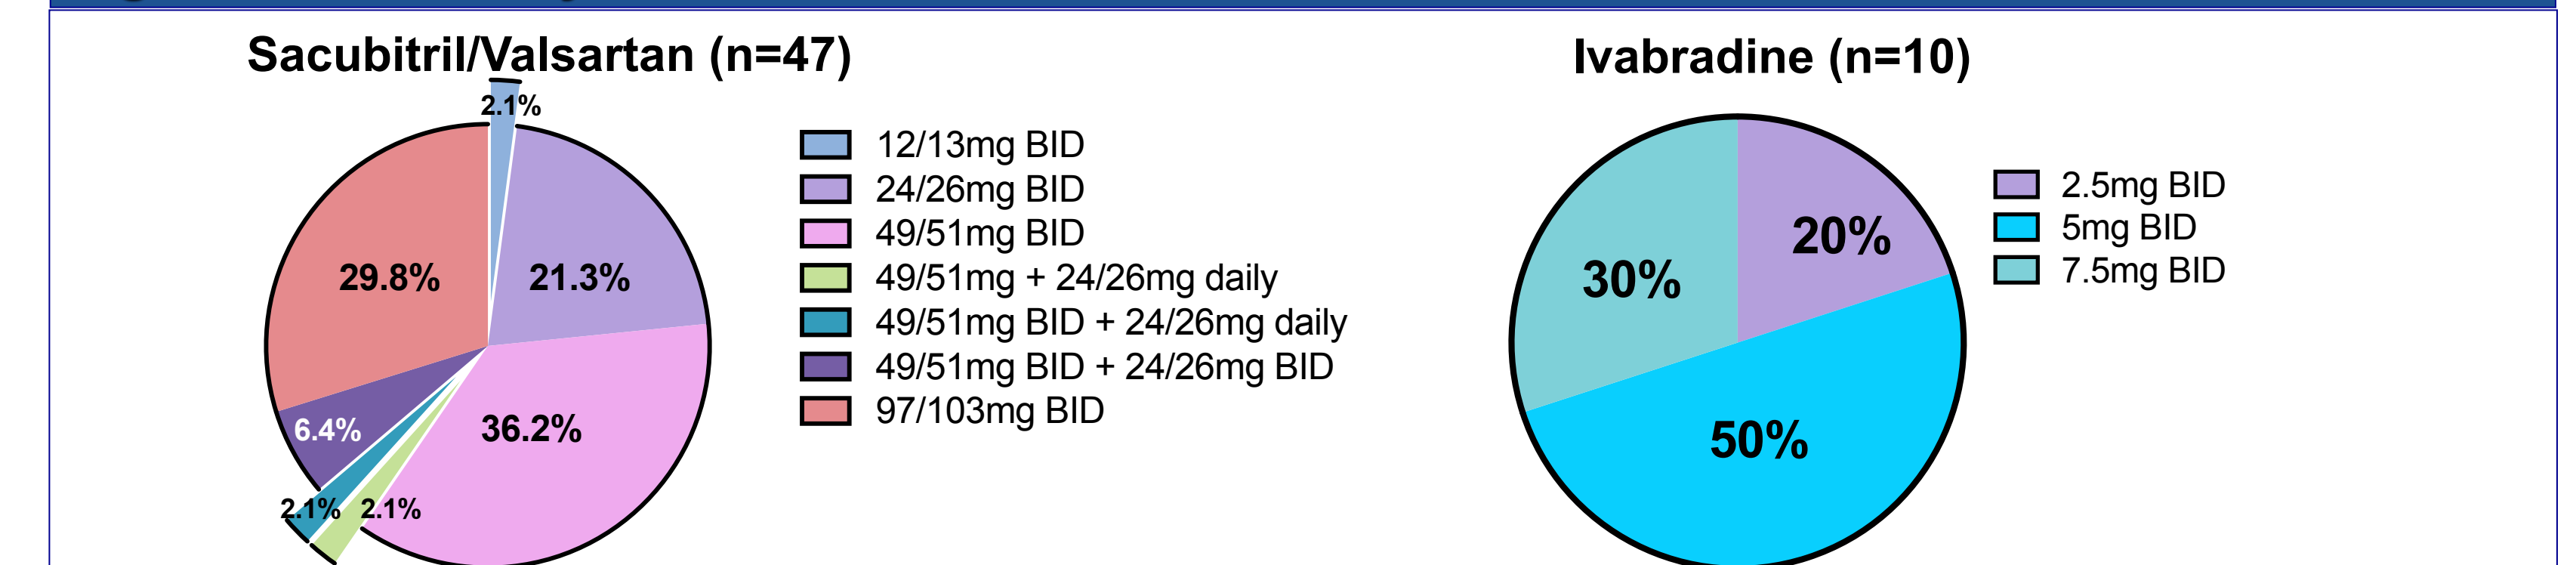 Sacubitril/Valsartan (n=47)
2.1%
29.8%
21.3%
36.2%
6.4%
2.1%
2.1%
12/13mg BID
24/26mg BID
49/51mg BID
49/51mg + 24/26mg daily
49/51mg BID + 24/26mg daily
49/51mg BID + 24/26mg BID
97/103mg BID
Ivabradine (n=10)
20%
30%
50%
2.5mg BID
5mg BID
7.5mg BID